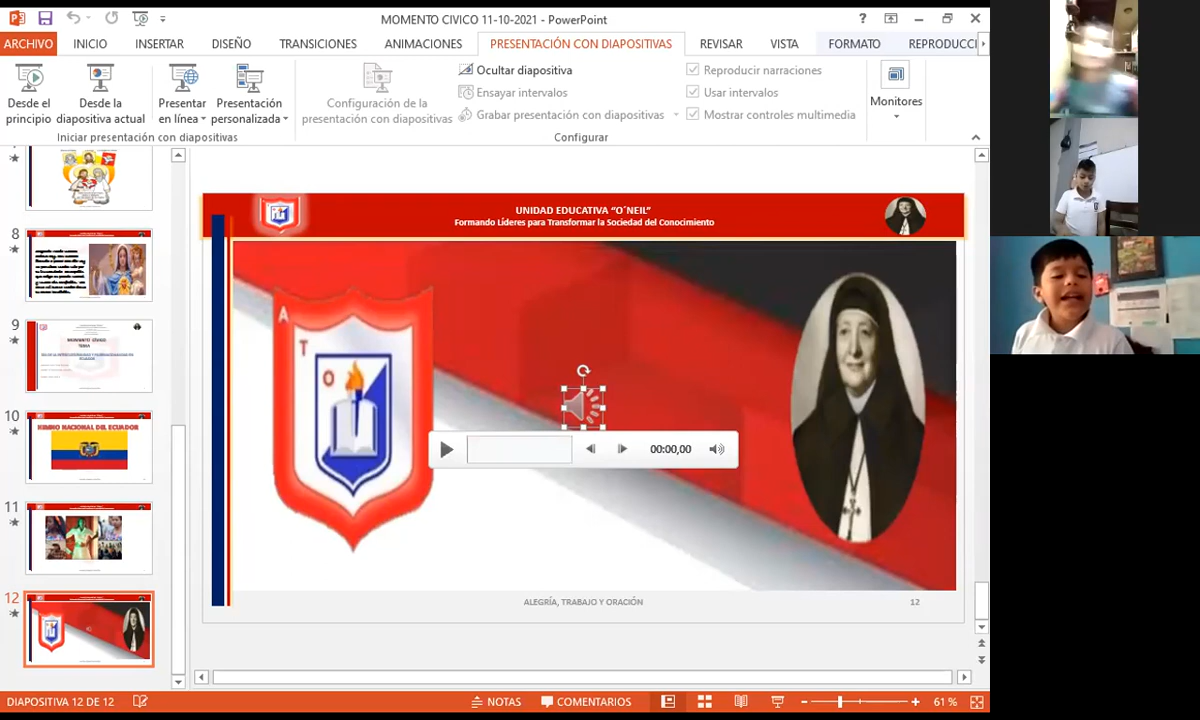 MOMENTO CIVICO 11-10-2021 - PowerPoint
ARCHIVO INICIO INSERTAR DISEÑO TRANSICIONES ANIMACIONES PRESENTACIÓN CON DIAPOSITIVAS REVISAR VISTA FORMATO REPRODUCCI
Desde el principio
Desde la diapositiva actual
Presentar en línea
Presentación personalizada
Iniciar presentación con diapositivas
Configuración de la presentación con diapositivas
Ocultar diapositiva
Ensayar intervalos
Grabar presentación con diapositivas
Reproducir narraciones
Usar intervalos
Mostrar controles multimedia
Configurar
Monitores
8
9
MOMENTO CÍVICO
TEMA
10
HIMNO NACIONAL DEL ECUADOR
11
12
UNIDAD EDUCATIVA "O´NEIL"
Formando Líderes para Transformar la Sociedad del Conocimiento
A
T
O
00:00,00
ALEGRÍA, TRABAJO Y ORACIÓN 12
DIAPOSITIVA 12 DE 12 NOTAS COMENTARIOS 61 %